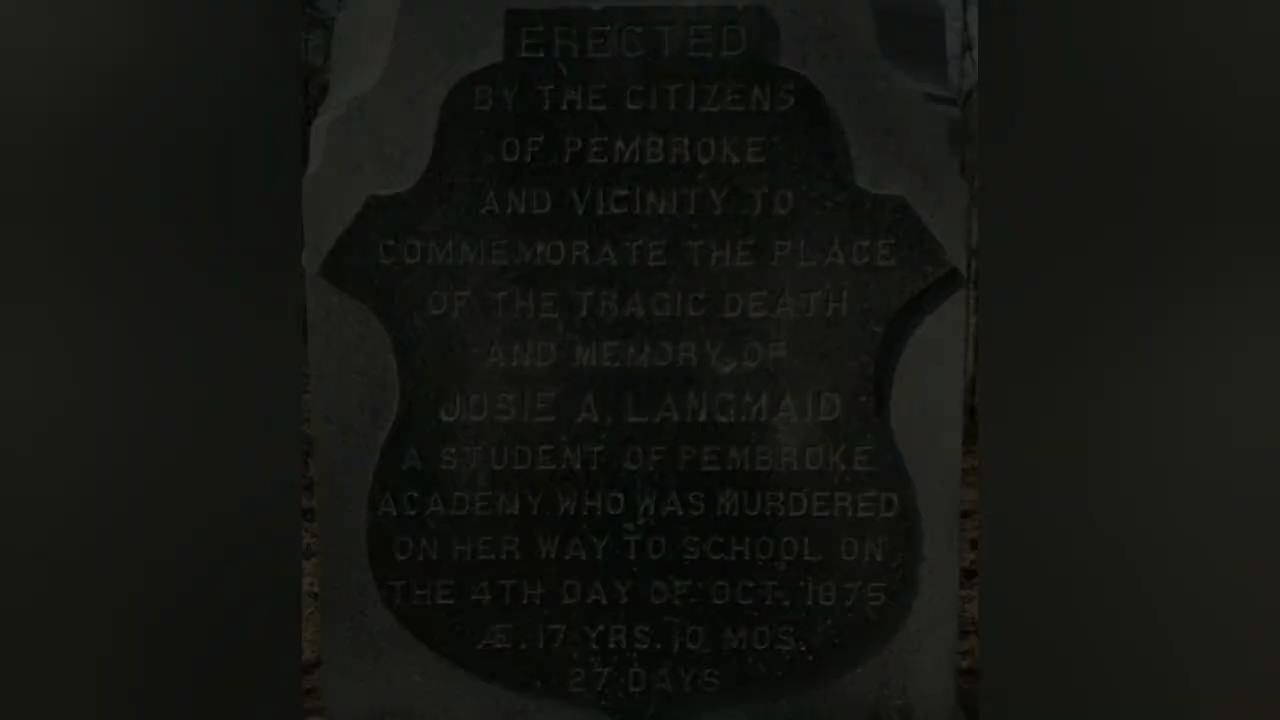 ERECTED
BY THE CITIZENS
OF PEMBROKE
AND VICINITY TO
COMMEMORATE THE PLACE
OF THE TRAGIC DEATH
AND MEMORY OF
JOSIE A. LANGMAID
A STUDENT OF PEMBROKE
ACADEMY WHO WAS MURDERED
ON HER WAY TO SCHOOL ON
THE 4TH DAY OF OCT. 1875
Æ. 17 YRS. 10 MOS.
27 DAYS